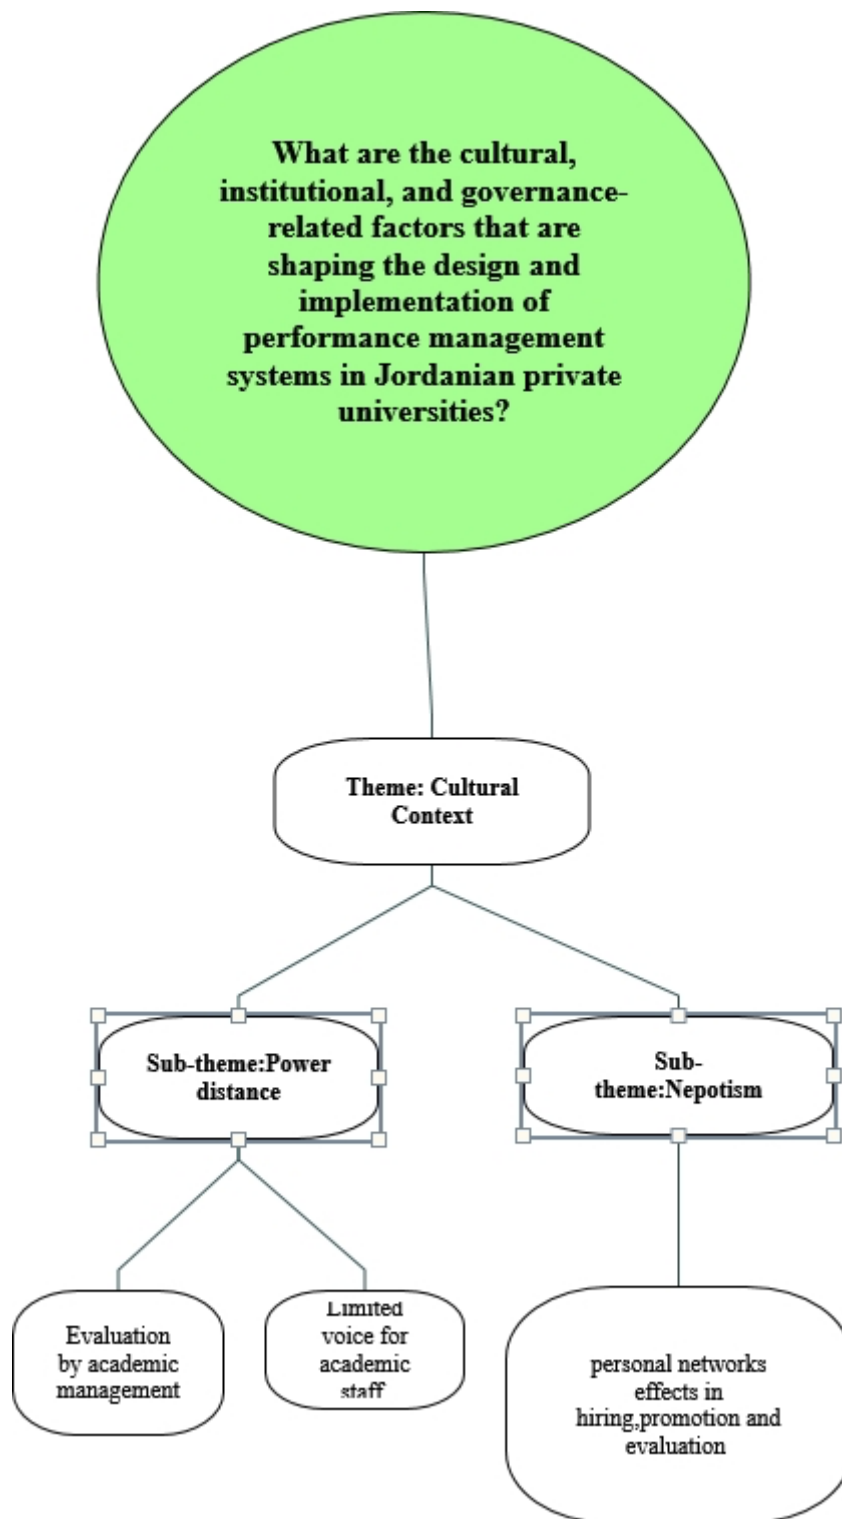 What are the cultural,
institutional, and governance-
related factors that are
shaping the design and
implementation of
performance management
systems in Jordanian private
universities?
Theme: Cultural
Context
Sub-theme:Power
distance
Sub-
theme:Nepotism
Evaluation
by academic
management
Limited
voice for
academic
staff
personal networks
effects in
hiring,promotion and
evaluation